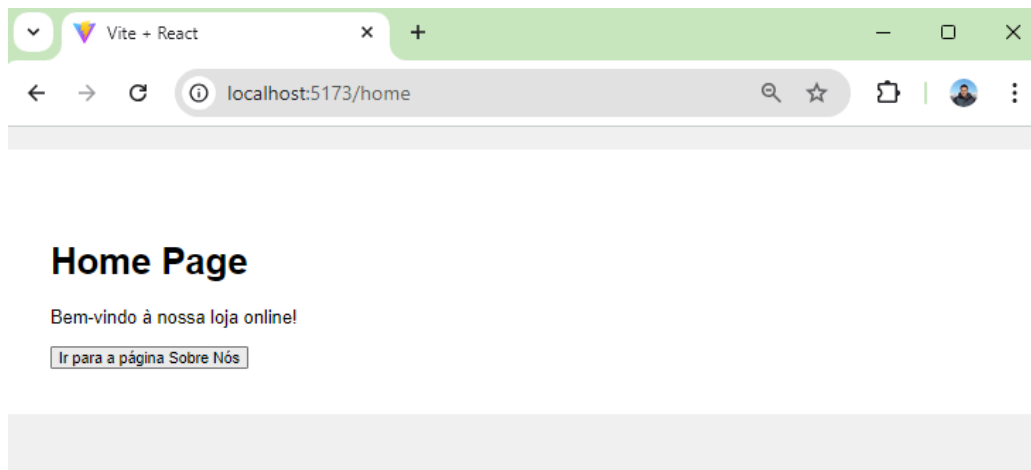 Vite + React
localhost:5173/home
Home Page
Bem-vindo à nossa loja online!
Ir para a página Sobre Nós